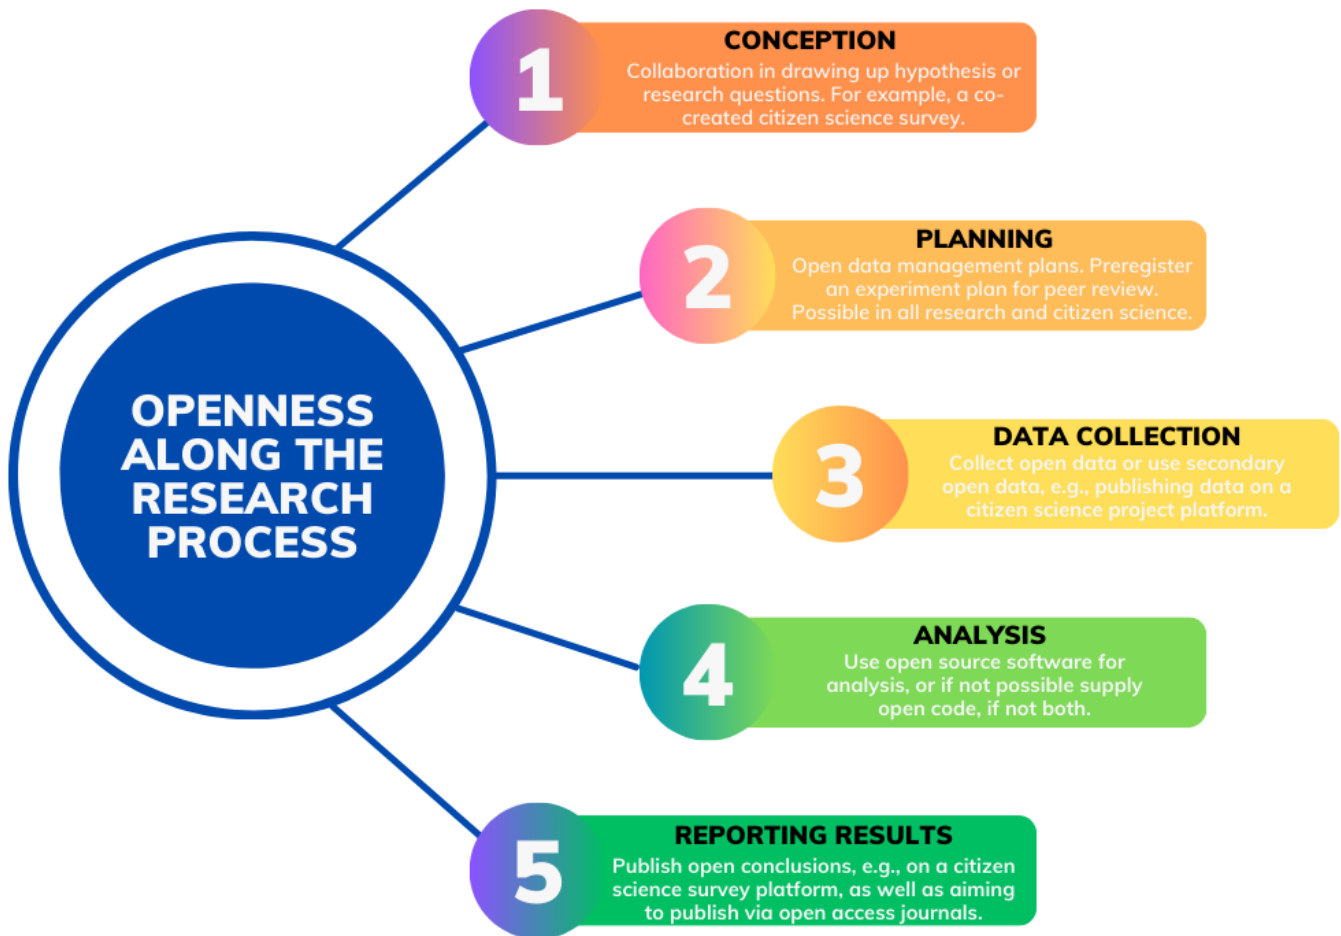 OPENNESS
ALONG THE
RESEARCH
PROCESS
1
CONCEPTION
Collaboration in drawing up hypothesis or
research questions. For example, a co-
created citizen science survey.
2
PLANNING
Open data management plans. Preregister
an experiment plan for peer review.
Possible in all research and citizen science.
3
DATA COLLECTION
Collect open data or use secondary
open data, e.g., publishing data on a
citizen science project platform.
4
ANALYSIS
Use open source software for
analysis, or if not possible supply
open code, if not both.
5
REPORTING RESULTS
Publish open conclusions, e.g., on a citizen
science survey platform, as well as aiming
to publish via open access journals.